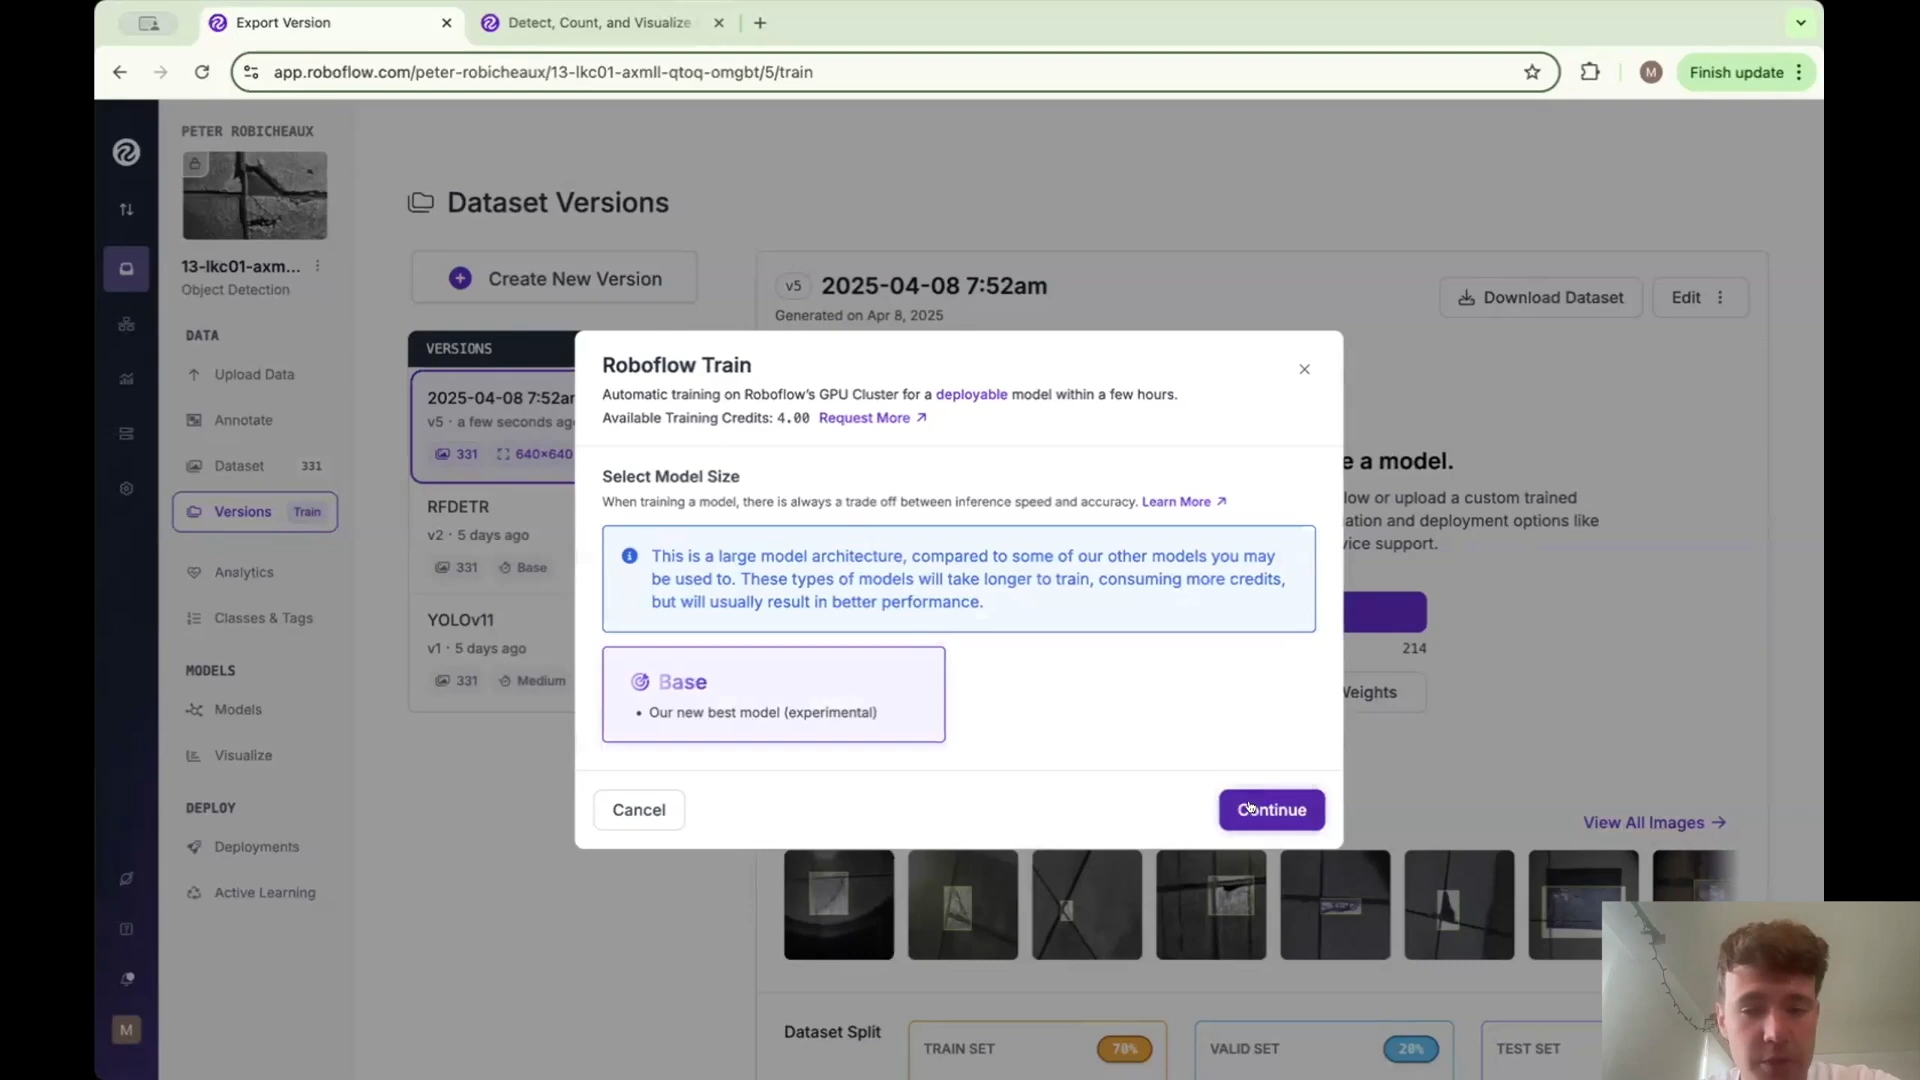 Export Version
Detect, Count, and Visualize
app.roboflow.com/peter-robicheaux/13-lkc01-axmll-qtoq-omgbt/5/train
M
Finish update
PETER ROBICHEAUX
13-lkc01-axm...
Object Detection
DATA
Upload Data
Annotate
Dataset 331
Versions Train
Analytics
Classes & Tags
MODELS
Models
Visualize
DEPLOY
Deployments
Active Learning
M
Dataset Versions
Create New Version
VERSIONS
2025-04-08 7:52am
v5 · a few seconds ago
331 640×640
RFDETR
v2 · 5 days ago
331 Base
YOLOv11
v1 · 5 days ago
331 Medium
v5 2025-04-08 7:52am
Generated on Apr 8, 2025
Download Dataset
Edit
Roboflow Train
Automatic training on Roboflow's GPU Cluster for a deployable model within a few hours.
Available Training Credits: 4.00 Request More
Select Model Size
When training a model, there is always a trade off between inference speed and accuracy. Learn More
This is a large model architecture, compared to some of our other models you may
be used to. These types of models will take longer to train, consuming more credits,
but will usually result in better performance.
Base
• Our new best model (experimental)
Cancel
Continue
e a model.
low or upload a custom trained
ation and deployment options like
vice support.
214
Weights
View All Images
Dataset Split
TRAIN SET 70%
VALID SET 20%
TEST SET